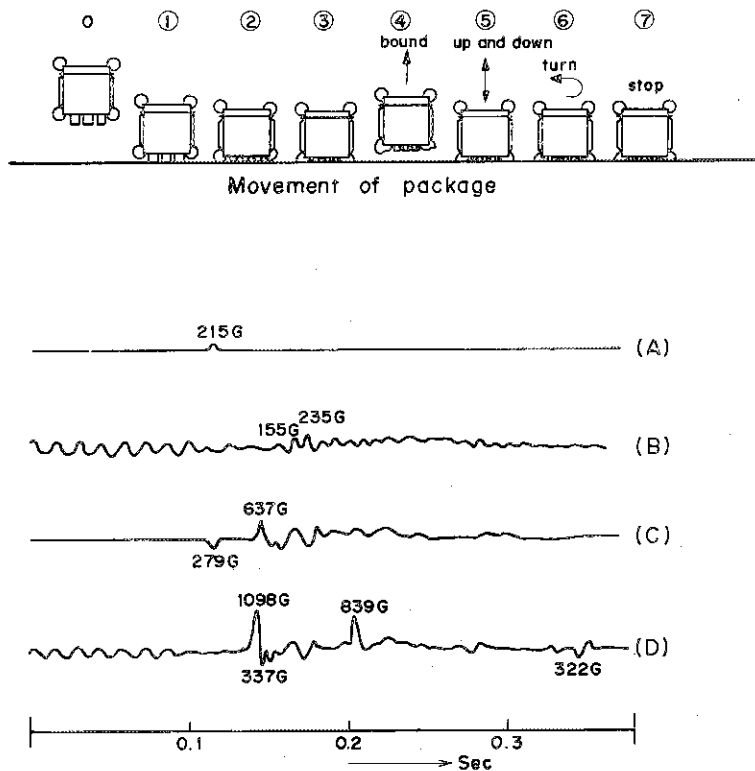 0 ① ② ③ ④ ⑤ ⑥ ⑦
bound up and down
turn
stop
Movement of package
215G
(A)
235G
155G
(B)
637G
(C)
279G
1098G
839G
(D)
337G
322G
0.1 0.2 0.3
Sec